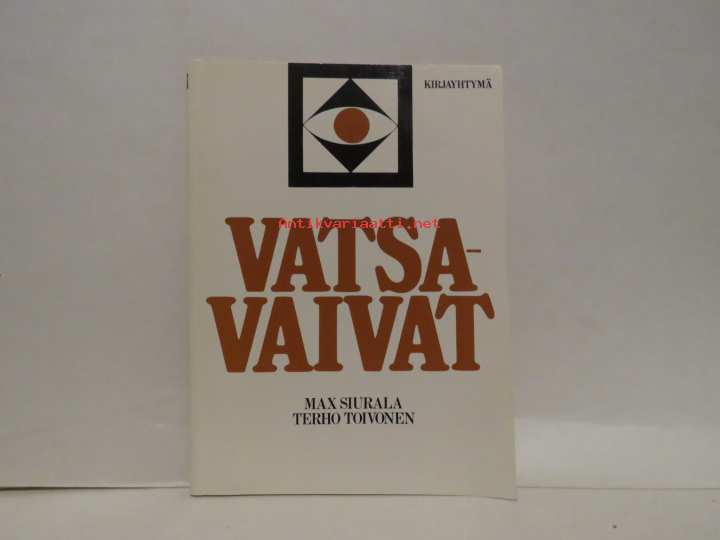 KIRJAYHTYMÄ
VATSA-
Antikvariaatti.net
VAIVAT
MAX SIURALA
TERHO TOIVONEN